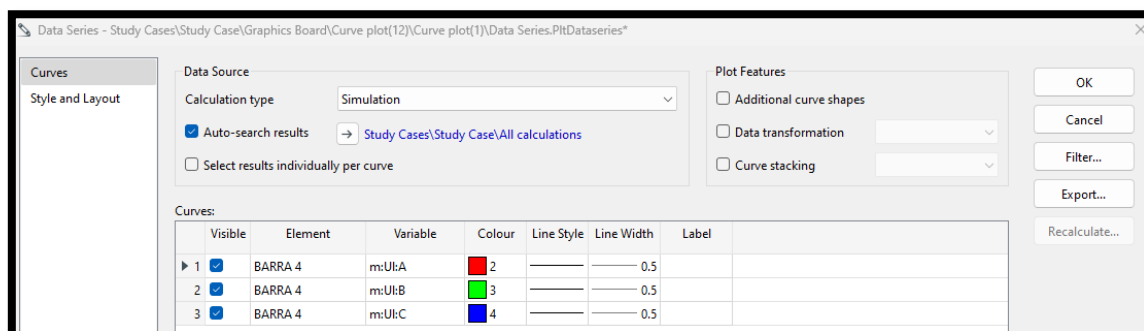 Data Series - Study Cases\Study Case\Graphics Board\Curve plot(12)\Curve plot(1)\Data Series.PltDataseries*
Curves
Style and Layout
Data Source
Calculation type Simulation
Auto-search results Study Cases\Study Case\All calculations
Select results individually per curve
Plot Features
Additional curve shapes
Data transformation
Curve stacking
OK
Cancel
Filter...
Export...
Recalculate...
Curves:
Visible Element Variable Colour Line Style Line Width Label
1 BARRA 4 m:Ul:A 2 0.5
2 BARRA 4 m:Ul:B 3 0.5
3 BARRA 4 m:Ul:C 4 0.5